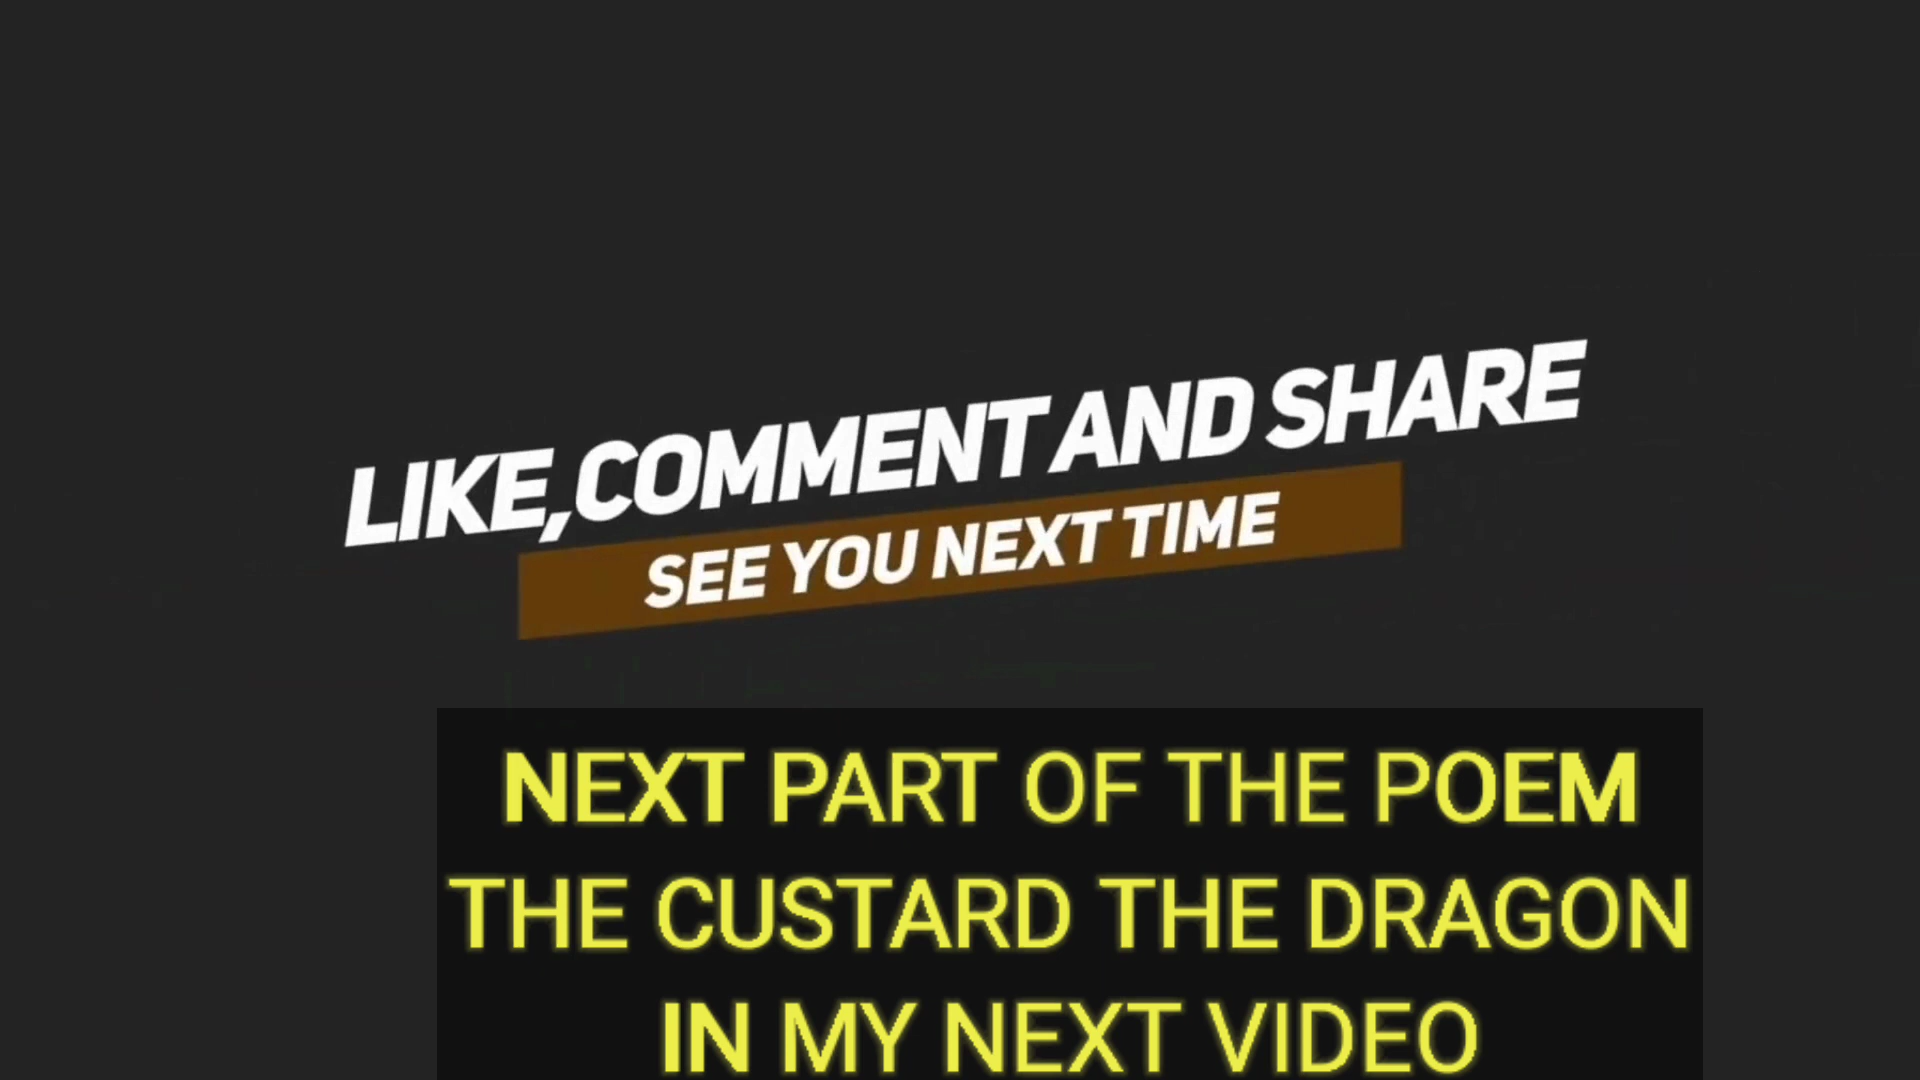 LIKE,COMMENT AND SHARE
SEE YOU NEXT TIME
NEXT PART OF THE POEM
THE CUSTARD THE DRAGON
IN MY NEXT VIDEO